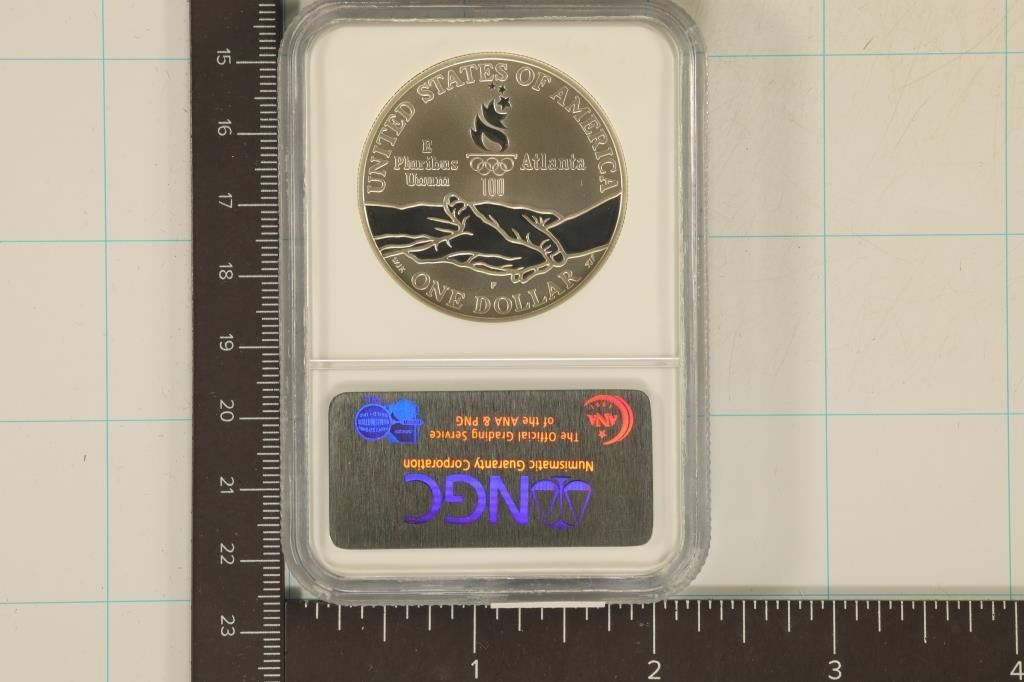 UNITED STATES OF AMERICA
E
Pluribus
Unum
Atlanta
100
ONE DOLLAR
P
ANA
The Official Grading Service
of the ANA & PNG
Numismatic Guaranty Corporation
NGC
15
16
17
18
19
20
21
22
23
1
2
3
4